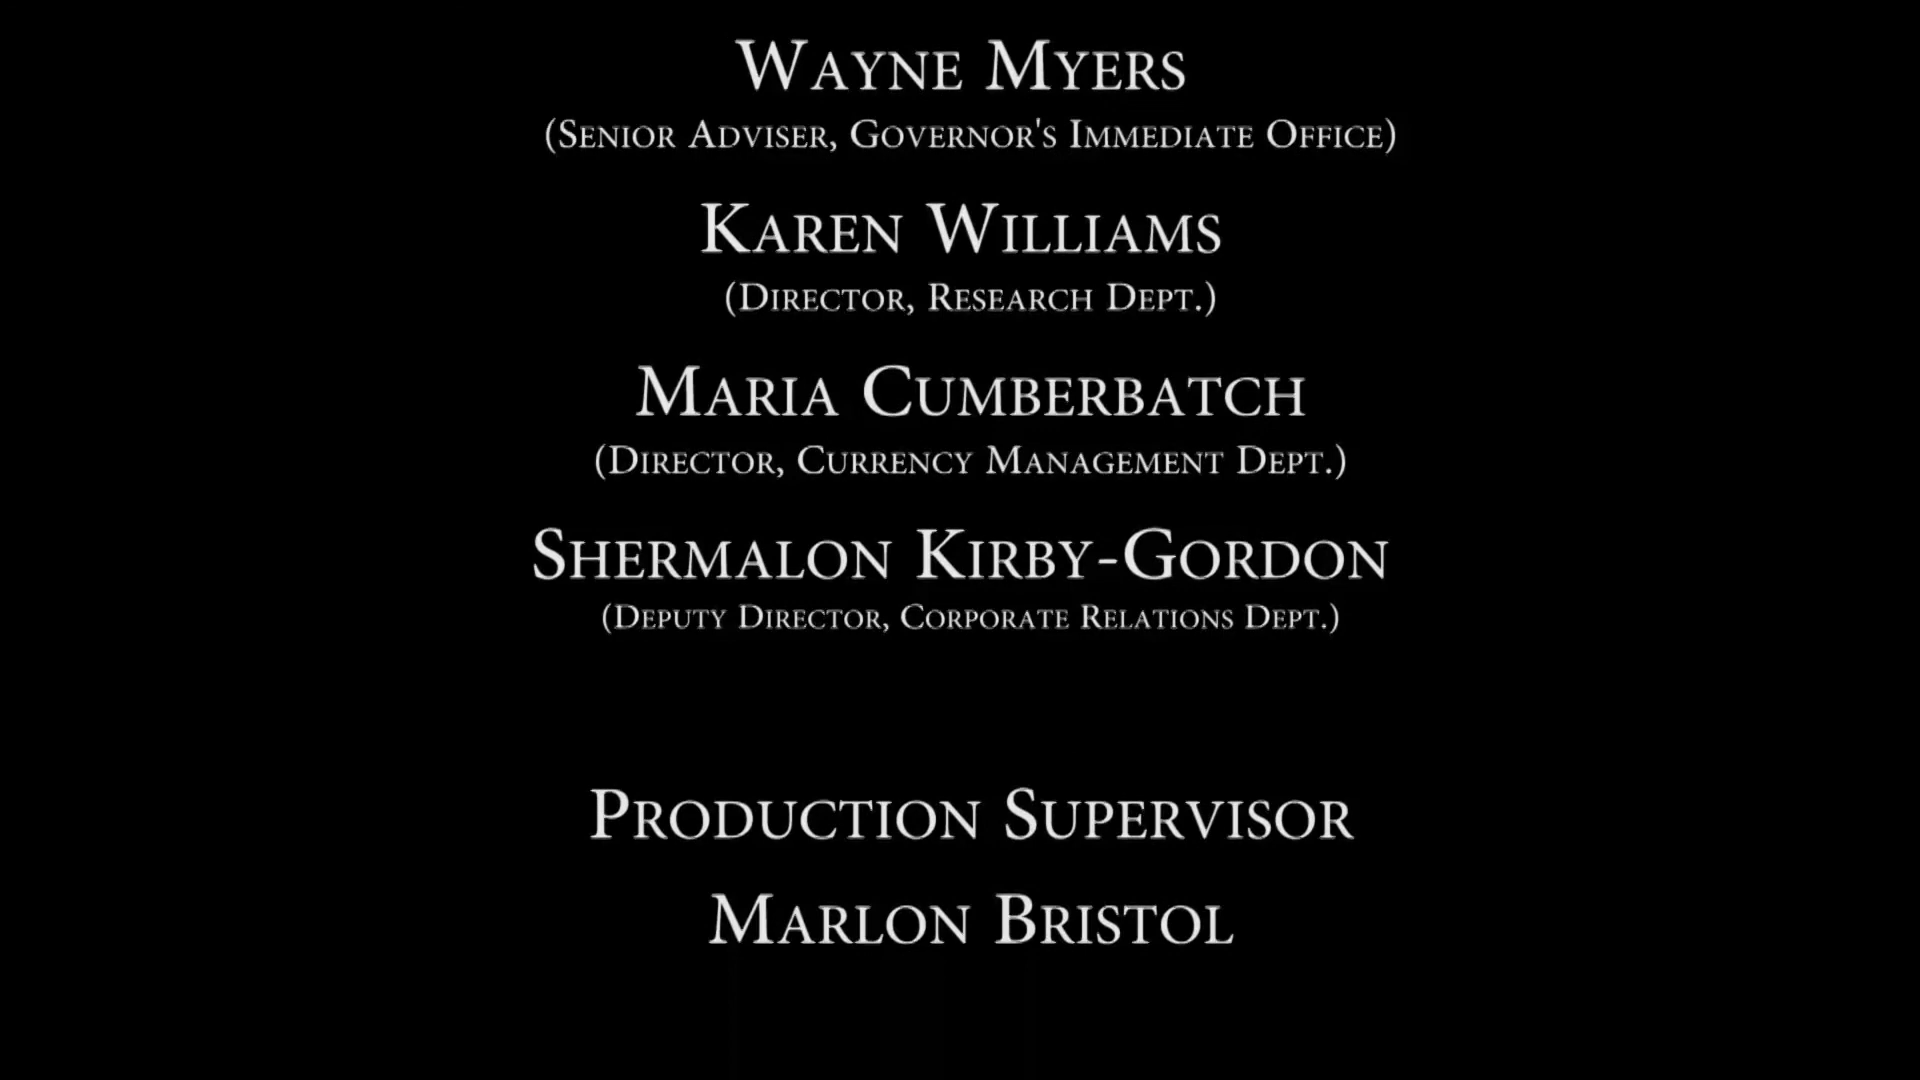 Wayne Myers
(Senior Adviser, Governor's Immediate Office)
Karen Williams
(Director, Research Dept.)
Maria Cumberbatch
(Director, Currency Management Dept.)
Shermalon Kirby-Gordon
(Deputy Director, Corporate Relations Dept.)
Production Supervisor
Marlon Bristol